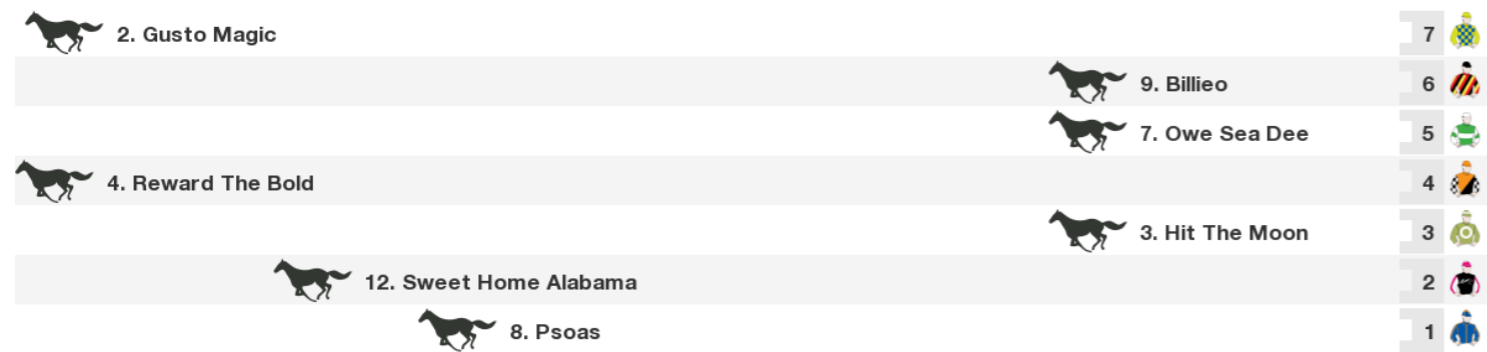 2. Gusto Magic 7
9. Billieo 6
7. Owe Sea Dee 5
4. Reward The Bold 4
3. Hit The Moon 3
12. Sweet Home Alabama 2
8. Psoas 1